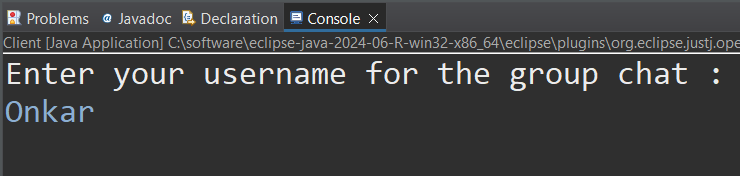 Problems Javadoc Declaration Console
Client [Java Application] C:\software\eclipse-java-2024-06-R-win32-x86_64\eclipse\plugins\org.eclipse.justj.ope
Enter your username for the group chat :
Onkar